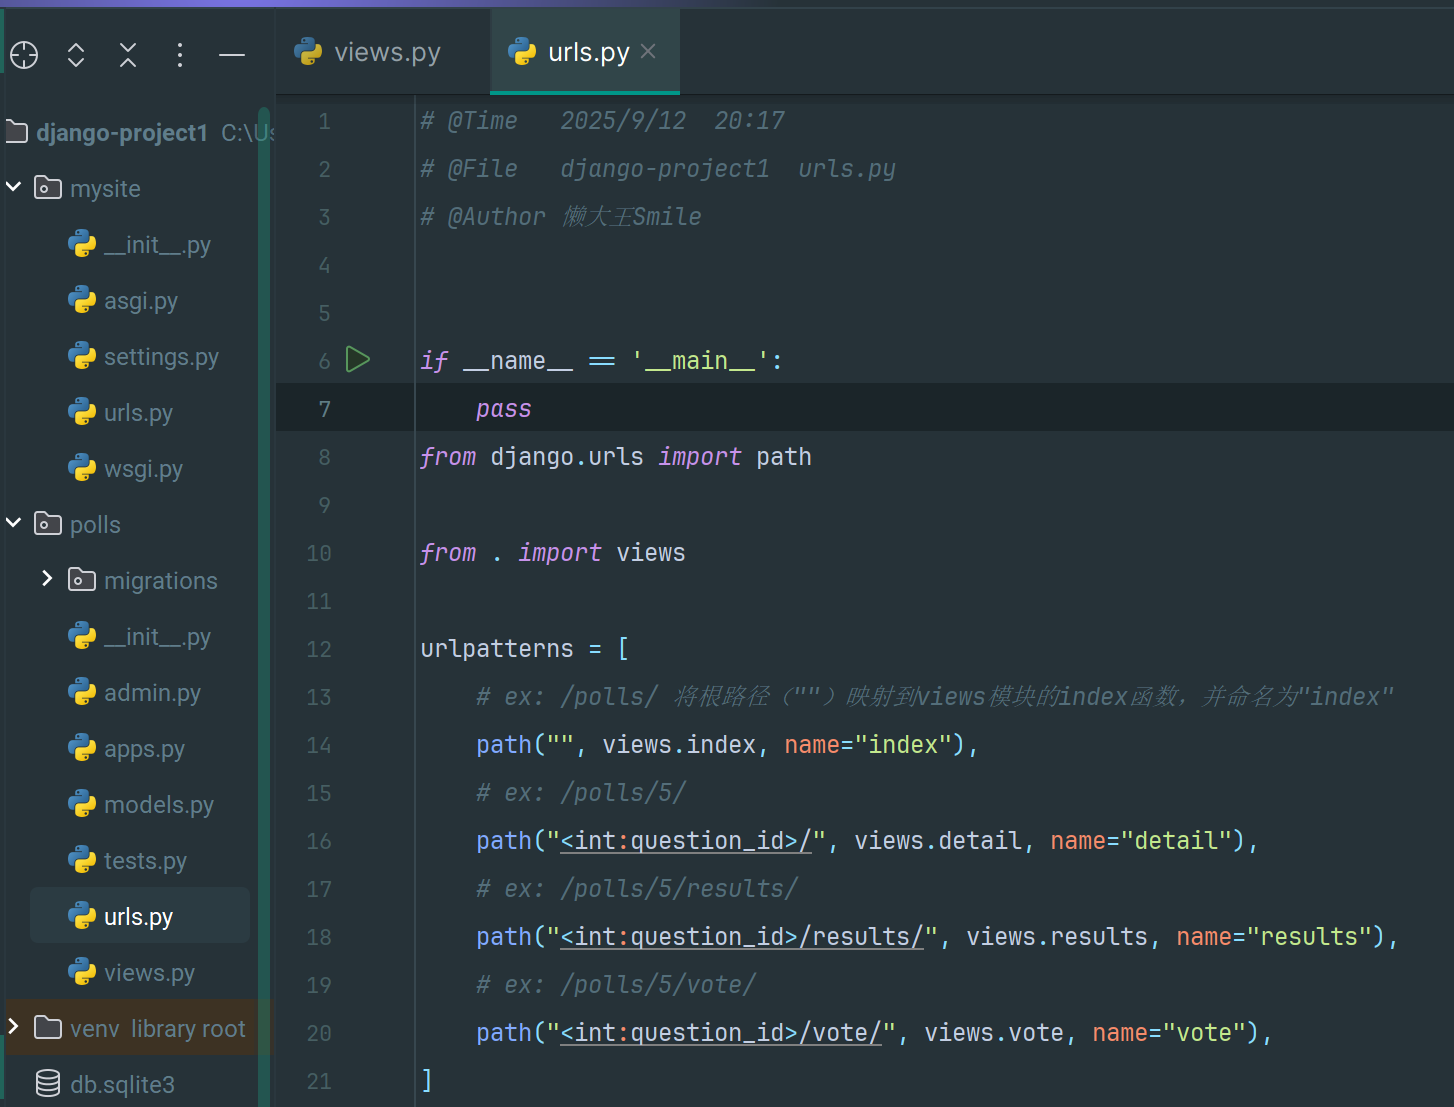 views.py
urls.py
django-project1 C:\Us
mysite
__init__.py
asgi.py
settings.py
urls.py
wsgi.py
polls
migrations
__init__.py
admin.py
apps.py
models.py
tests.py
urls.py
views.py
venv library root
db.sqlite3
1 # @Time 2025/9/12 20:17
2 # @File django-project1 urls.py
3 # @Author 懒大王Smile
4
5
6 if __name__ == '__main__':
7 pass
8 from django.urls import path
9
10 from . import views
11
12 urlpatterns = [
13 # ex: /polls/ 将根路径（""）映射到views模块的index函数，并命名为"index"
14 path("", views.index, name="index"),
15 # ex: /polls/5/
16 path("<int:question_id>/", views.detail, name="detail"),
17 # ex: /polls/5/results/
18 path("<int:question_id>/results/", views.results, name="results"),
19 # ex: /polls/5/vote/
20 path("<int:question_id>/vote/", views.vote, name="vote"),
21 ]